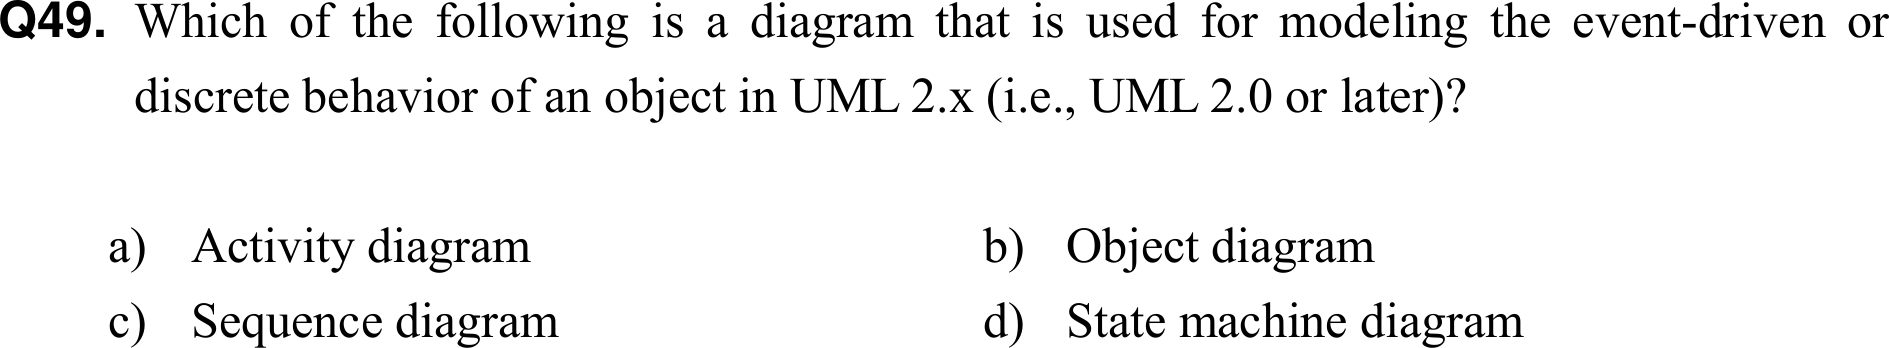 Q49. Which of the following is a diagram that is used for modeling the event-driven or
discrete behavior of an object in UML 2.x (i.e., UML 2.0 or later)?
a) Activity diagram b) Object diagram
c) Sequence diagram d) State machine diagram